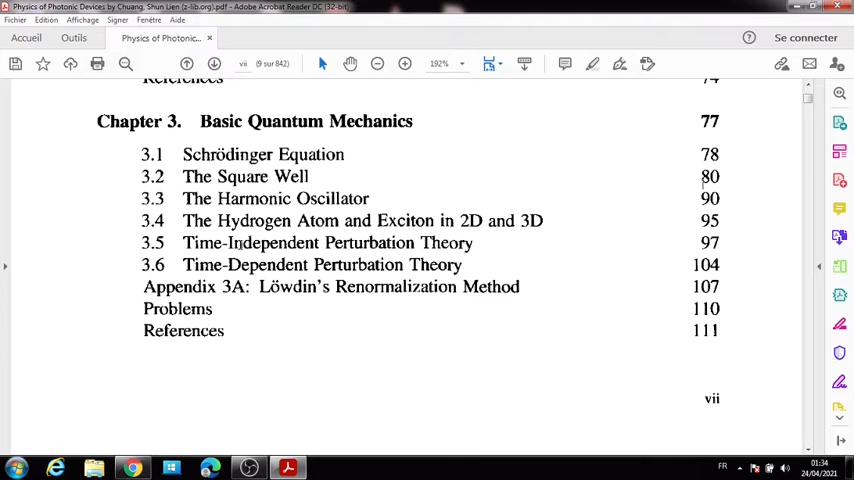 Physics of Photonic Devices by Chuang, Shun Lien (z-lib.org).pdf - Adobe Acrobat Reader DC (32-bit)
Fichier Edition Affichage Signer Fenêtre Aide
Accueil Outils Physics of Photonic... × Se connecter
vii (9 sur 842) 192%
References 74
Chapter 3. Basic Quantum Mechanics 77
3.1 Schrödinger Equation 78
3.2 The Square Well 80
3.3 The Harmonic Oscillator 90
3.4 The Hydrogen Atom and Exciton in 2D and 3D 95
3.5 Time-Independent Perturbation Theory 97
3.6 Time-Dependent Perturbation Theory 104
Appendix 3A: Löwdin's Renormalization Method 107
Problems 110
References 111
vii
FR 01:34
24/04/2021